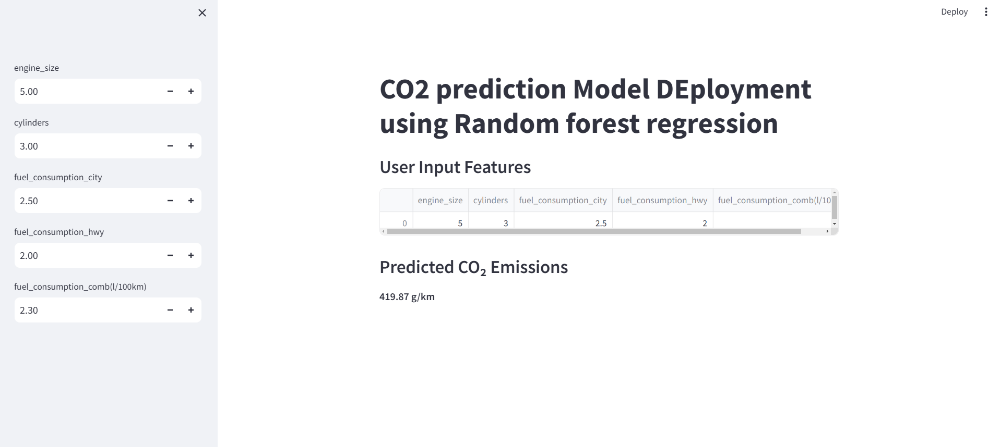 Deploy
engine_size
5.00
cylinders
3.00
fuel_consumption_city
2.50
fuel_consumption_hwy
2.00
fuel_consumption_comb(l/100km)
2.30
CO2 prediction Model DEployment
using Random forest regression
User Input Features
engine_size cylinders fuel_consumption_city fuel_consumption_hwy fuel_consumption_comb(l/10
0 5 3 2.5 2
Predicted CO₂ Emissions
419.87 g/km